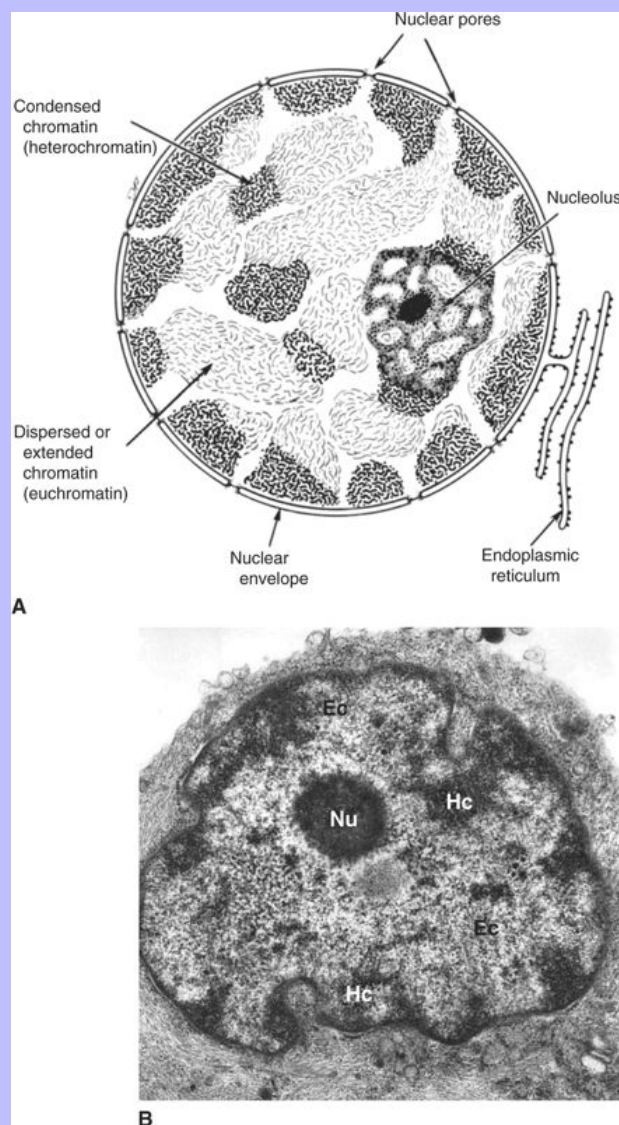 Nuclear pores
Condensed
chromatin
(heterochromatin)
Nucleolus
Dispersed or
extended
chromatin
(euchromatin)
Nuclear
envelope
Endoplasmic
reticulum
A
Ec
Nu
Hc
Ec
Hc
B